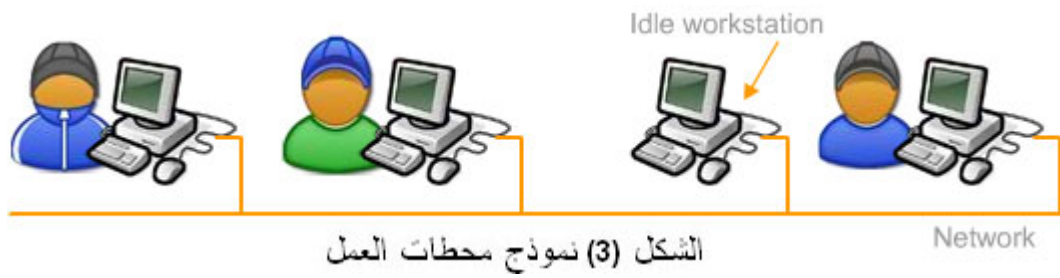 Idle workstation
Network
الشكل (3) نموذج محطات العمل